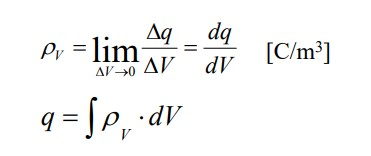 ρ_V = lim_{ΔV→0} Δq/ΔV = dq/dV [C/m³]
q = ∫ρ_V · dV